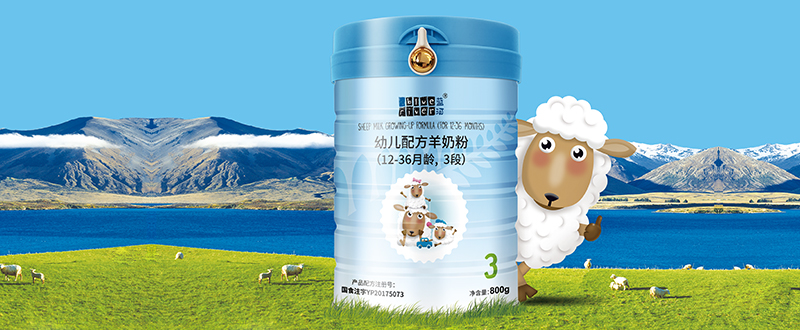 blue
river
蓝河®
SHEEP MILK GROWING-UP FORMULA (FOR 12-36 MONTHS)
幼儿配方羊奶粉
(12-36月龄, 3段)
3
产品配方注册号:
国食注字YP20175073
净含量: 800g